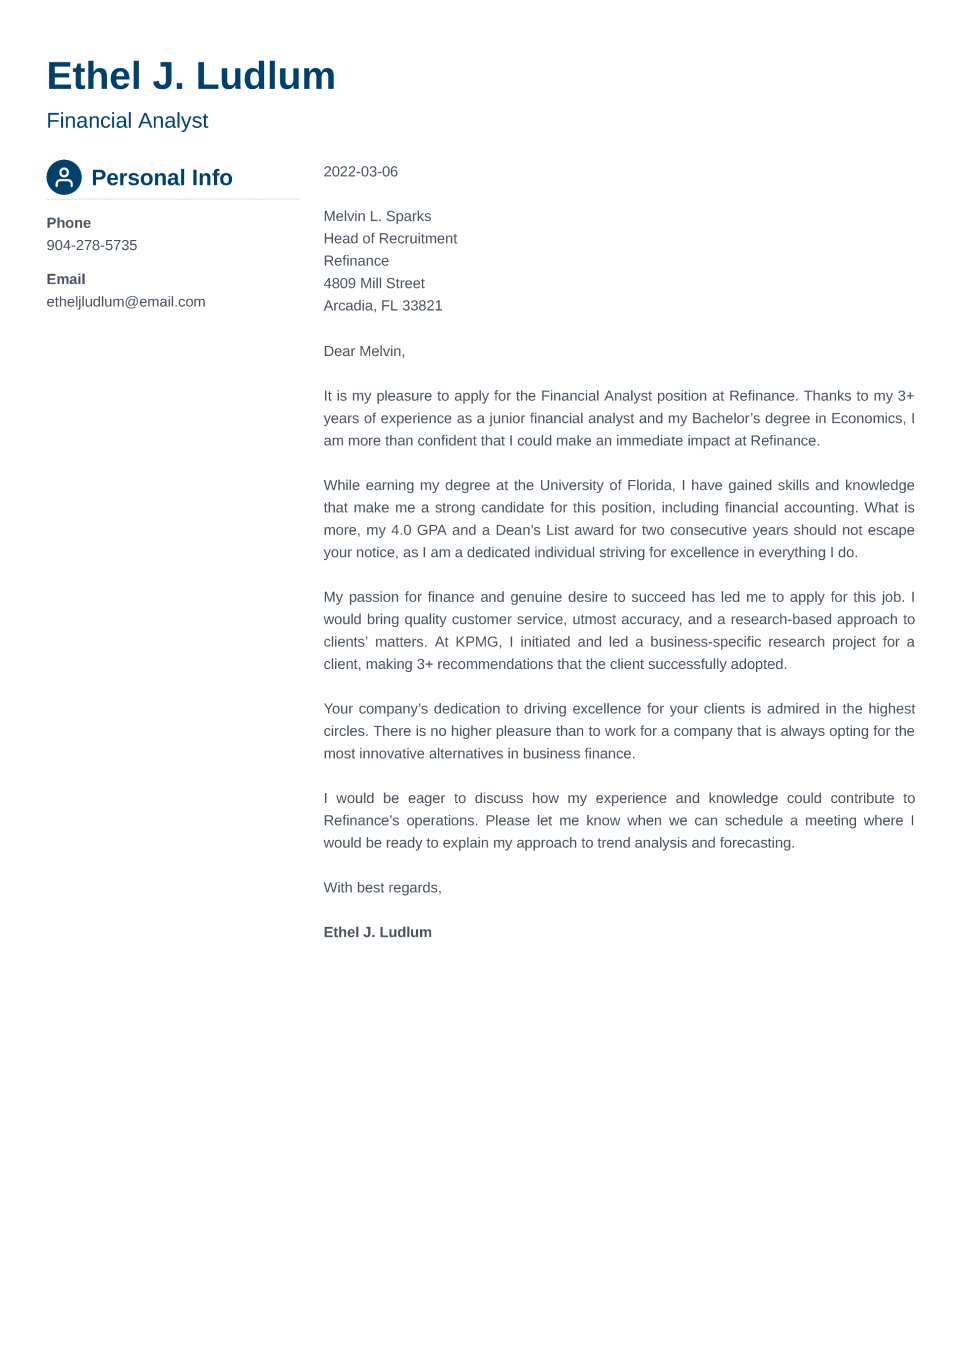 Ethel J. Ludlum
Financial Analyst
Personal Info
Phone
904-278-5735
Email
etheljludlum@email.com
2022-03-06
Melvin L. Sparks
Head of Recruitment
Refinance
4809 Mill Street
Arcadia, FL 33821
Dear Melvin,
It is my pleasure to apply for the Financial Analyst position at Refinance. Thanks to my 3+
years of experience as a junior financial analyst and my Bachelor’s degree in Economics, I
am more than confident that I could make an immediate impact at Refinance.
While earning my degree at the University of Florida, I have gained skills and knowledge
that make me a strong candidate for this position, including financial accounting. What is
more, my 4.0 GPA and a Dean’s List award for two consecutive years should not escape
your notice, as I am a dedicated individual striving for excellence in everything I do.
My passion for finance and genuine desire to succeed has led me to apply for this job. I
would bring quality customer service, utmost accuracy, and a research-based approach to
clients’ matters. At KPMG, I initiated and led a business-specific research project for a
client, making 3+ recommendations that the client successfully adopted.
Your company’s dedication to driving excellence for your clients is admired in the highest
circles. There is no higher pleasure than to work for a company that is always opting for the
most innovative alternatives in business finance.
I would be eager to discuss how my experience and knowledge could contribute to
Refinance’s operations. Please let me know when we can schedule a meeting where I
would be ready to explain my approach to trend analysis and forecasting.
With best regards,
Ethel J. Ludlum